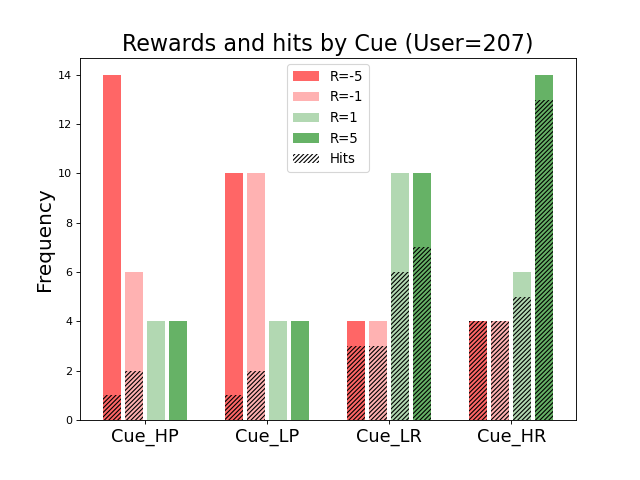 Rewards and hits by Cue (User=207)
R=-5
R=-1
R=1
R=5
Hits
Frequency
14
12
10
8
6
4
2
0
Cue_HP
Cue_LP
Cue_LR
Cue_HR